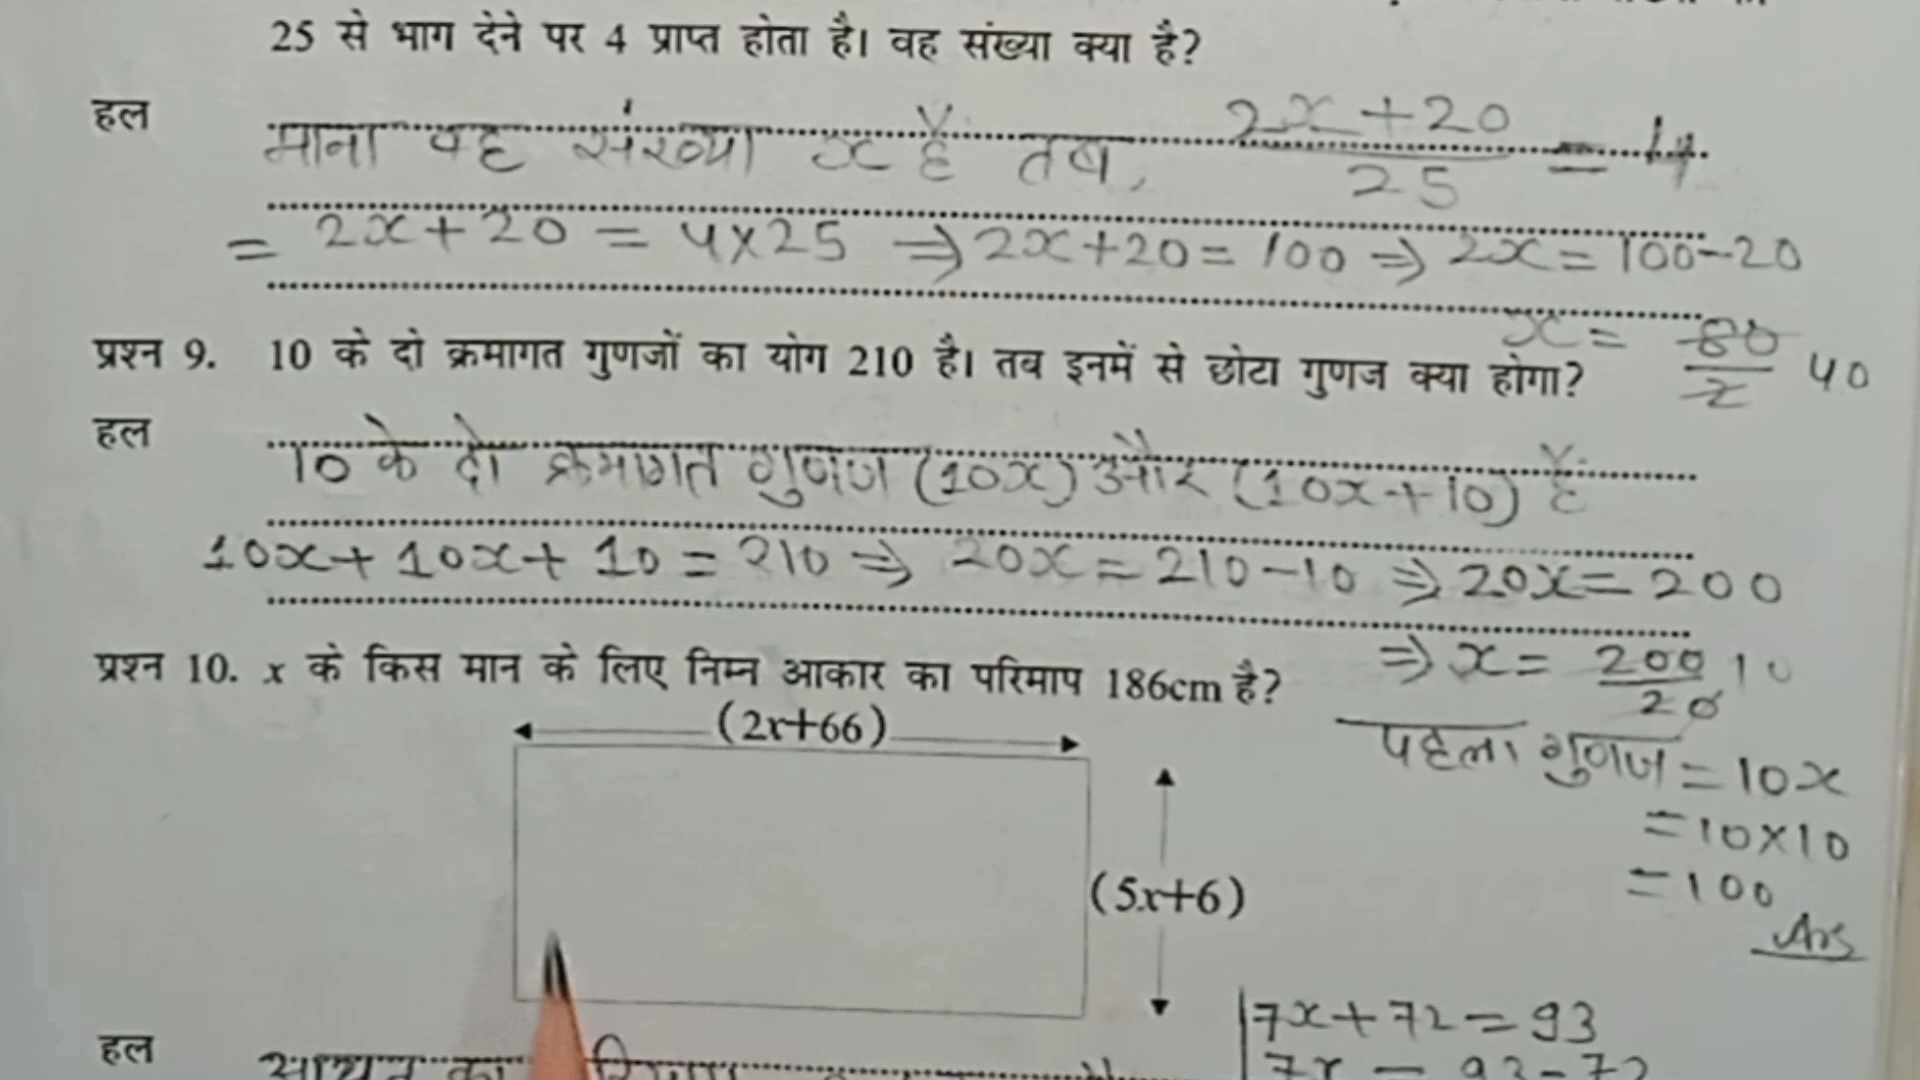 25 से भाग देने पर 4 प्राप्त होता है। वह संख्या क्या है?
हल
माना वह संख्या x है तब, (2x+20)/25 = 4
= 2x+20 = 4×25 ⇒ 2x+20 = 100 ⇒ 2x = 100-20
x = 80/2 40
प्रश्न 9. 10 के दो क्रमागत गुणजों का योग 210 है। तब इनमें से छोटा गुणज क्या होगा?
हल
10 के दो क्रमागत गुणज (10x) और (10x+10) है
10x+10x+10 = 210 ⇒ 20x = 210-10 ⇒ 20x = 200
⇒ x = 200/20 10
प्रश्न 10. x के किस मान के लिए निम्न आकार का परिमाप 186cm है?
(2x+66)
पहला गुणज = 10x
= 10×10
(5x+6)
= 100
Ans
7x+72 = 93
हल
7x = 93-72